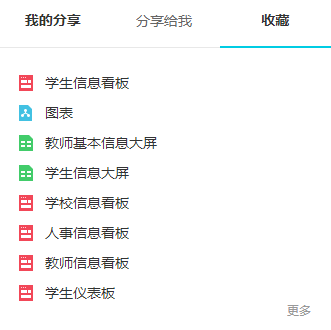 我的分享 分享给我 收藏
学生信息看板
图表
教师基本信息大屏
学生信息大屏
学校信息看板
人事信息看板
教师信息看板
学生仪表板
更多